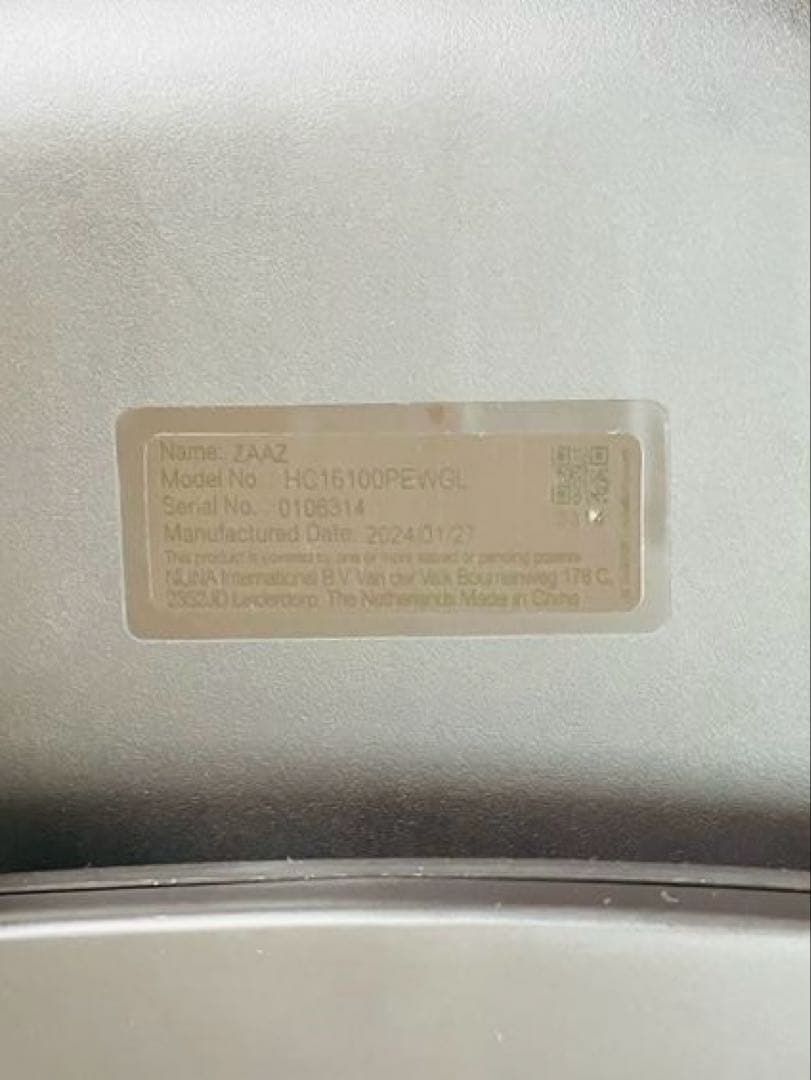 Name: ZAAZ
Model No. HC16100PEWGL
Serial No. 0106314
Manufactured Date: 2024/01/27
This product is covered by one or more issued or pending patents
NUNA International B.V. Van der Valk Boumanweg 178 C,
2352JD Leiderdorp, The Netherlands Made in China